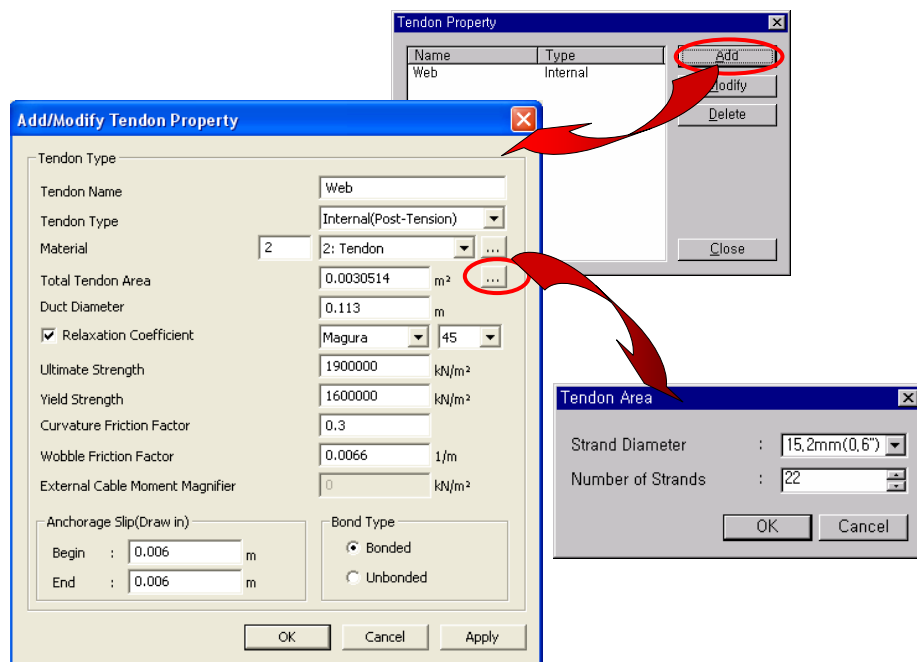 Tendon Property
Name Type
Web Internal
Add
Modify
Delete
Close
Add/Modify Tendon Property
Tendon Type
Tendon Name Web
Tendon Type Internal(Post-Tension)
Material 2 2: Tendon ...
Total Tendon Area 0.0030514 m² ...
Duct Diameter 0.113 m
Relaxation Coefficient Magura 45
Ultimate Strength 1900000 kN/m²
Yield Strength 1600000 kN/m²
Curvature Friction Factor 0.3
Wobble Friction Factor 0.0066 1/m
External Cable Moment Magnifier 0 kN/m²
Anchorage Slip(Draw in)
Begin : 0.006 m
End : 0.006 m
Bond Type
Bonded
Unbonded
OK Cancel Apply
Tendon Area
Strand Diameter : 15,2mm(0,6")
Number of Strands : 22
OK Cancel